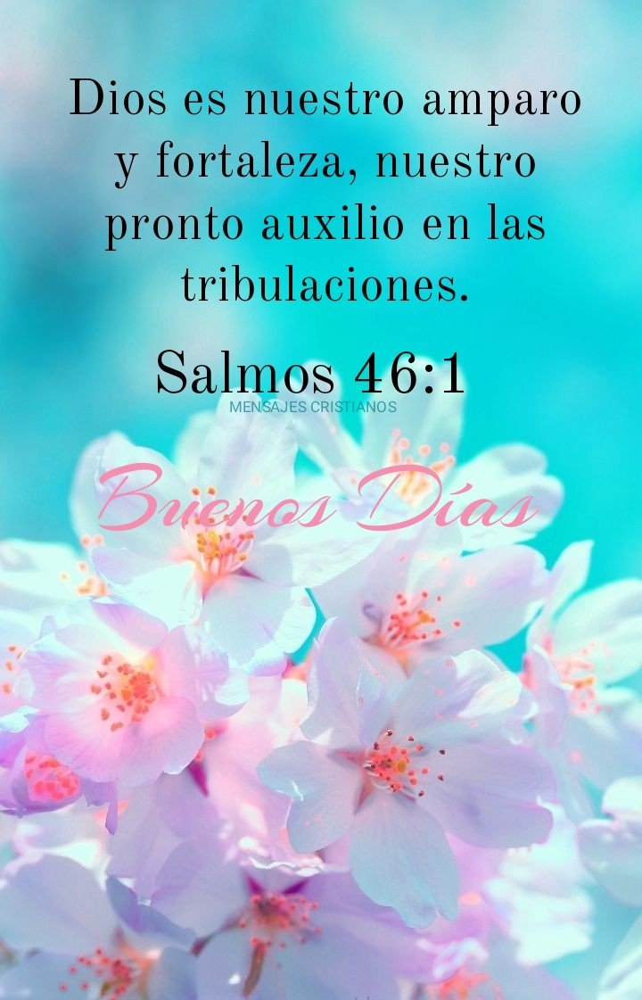 Dios es nuestro amparo
y fortaleza, nuestro
pronto auxilio en las
tribulaciones.
Salmos 46:1
MENSAJES CRISTIANOS
Buenos Días